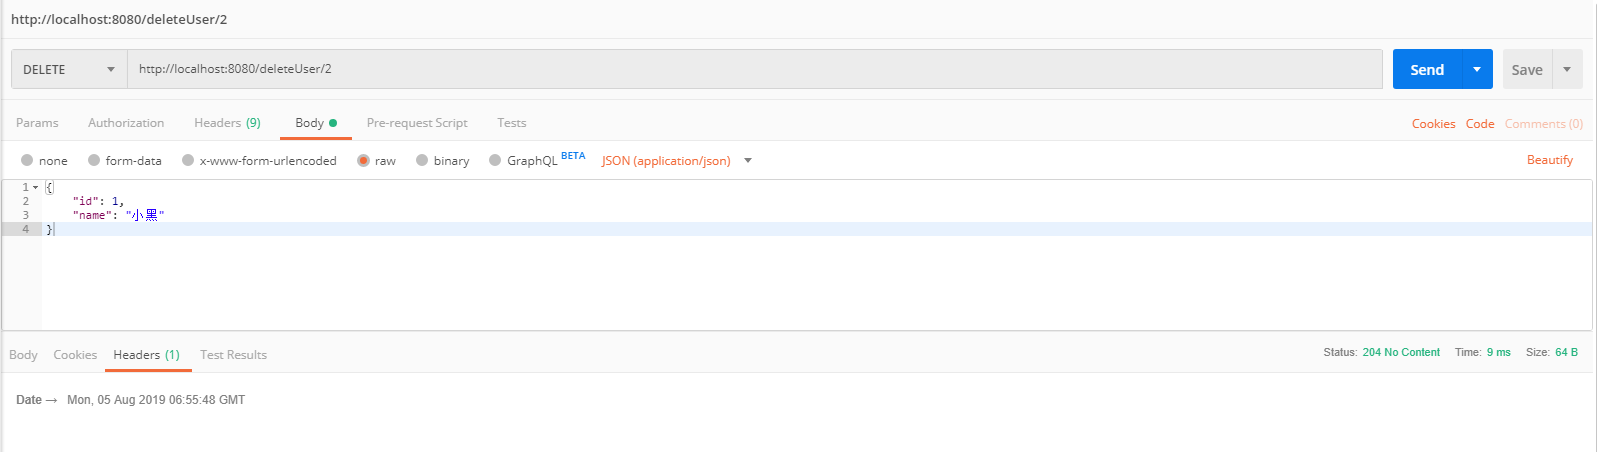 http://localhost:8080/deleteUser/2
DELETE http://localhost:8080/deleteUser/2 Send Save
Params Authorization Headers (9) Body Pre-request Script Tests Cookies Code Comments (0)
none form-data x-www-form-urlencoded raw binary GraphQL BETA JSON (application/json) Beautify
1 {
2 "id": 1,
3 "name": "小黑"
4 }
Body Cookies Headers (1) Test Results Status: 204 No Content Time: 9 ms Size: 64 B
Date → Mon, 05 Aug 2019 06:55:48 GMT